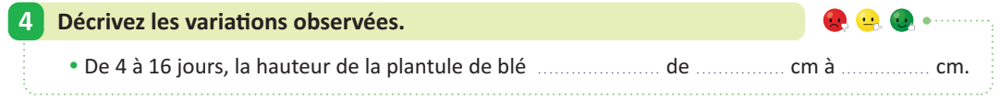 4 Décrivez les variations observées.
• De 4 à 16 jours, la hauteur de la plantule de blé .................... de .................... cm à .................... cm.